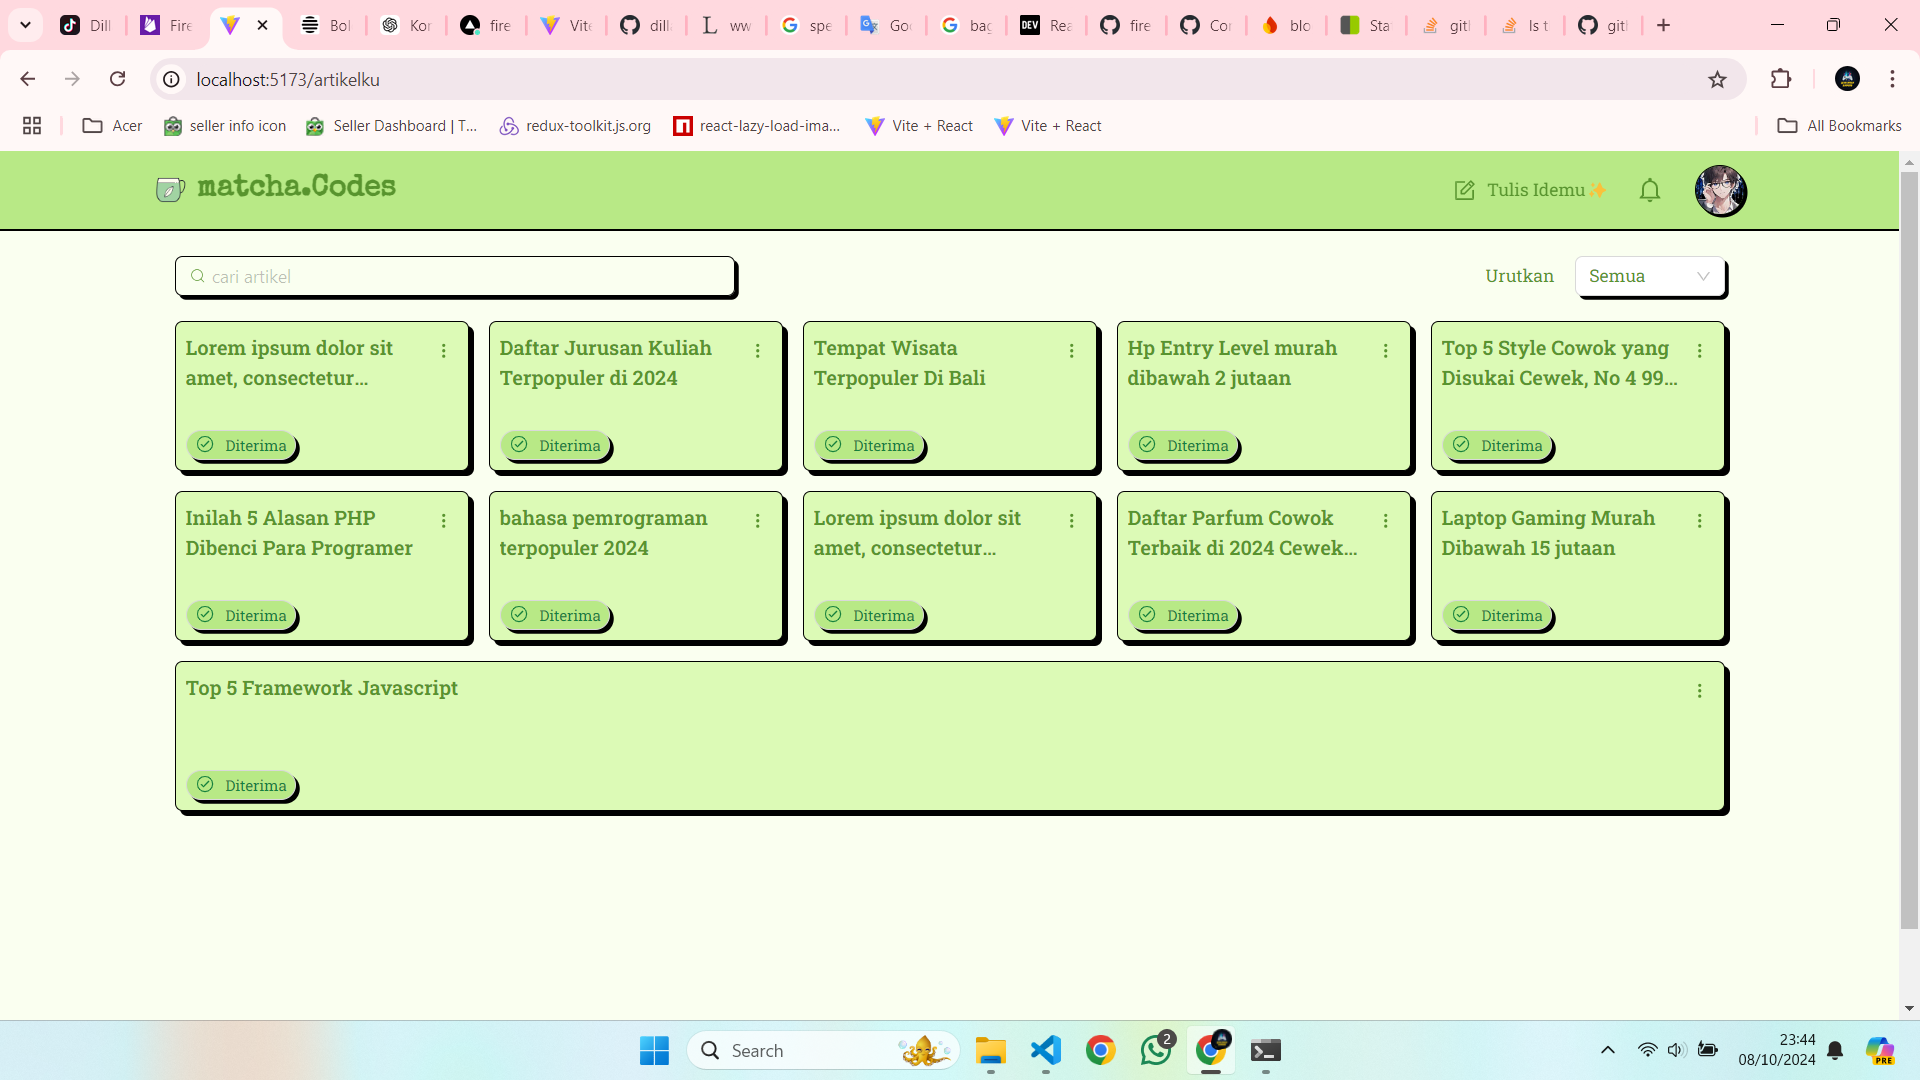 Dill
Fire
Bol
Kor
fire
Vite
dill
ww
spe
Goo
bag
DEV
Rea
fire
Cor
blo
Sta
gitl
Is t
gitl
localhost:5173/artikelku
Acer
seller info icon
Seller Dashboard | T...
redux-toolkit.js.org
react-lazy-load-ima...
Vite + React
Vite + React
All Bookmarks
matcha.Codes
Tulis Idemu✨
cari artikel
Urutkan
Semua
Lorem ipsum dolor sit
amet, consectetur...
Diterima
Daftar Jurusan Kuliah
Terpopuler di 2024
Diterima
Tempat Wisata
Terpopuler Di Bali
Diterima
Hp Entry Level murah
dibawah 2 jutaan
Diterima
Top 5 Style Cowok yang
Disukai Cewek, No 4 99...
Diterima
Inilah 5 Alasan PHP
Dibenci Para Programer
Diterima
bahasa pemrograman
terpopuler 2024
Diterima
Lorem ipsum dolor sit
amet, consectetur...
Diterima
Daftar Parfum Cowok
Terbaik di 2024 Cewek...
Diterima
Laptop Gaming Murah
Dibawah 15 jutaan
Diterima
Top 5 Framework Javascript
Diterima
Search
2
23:44
08/10/2024
PRE